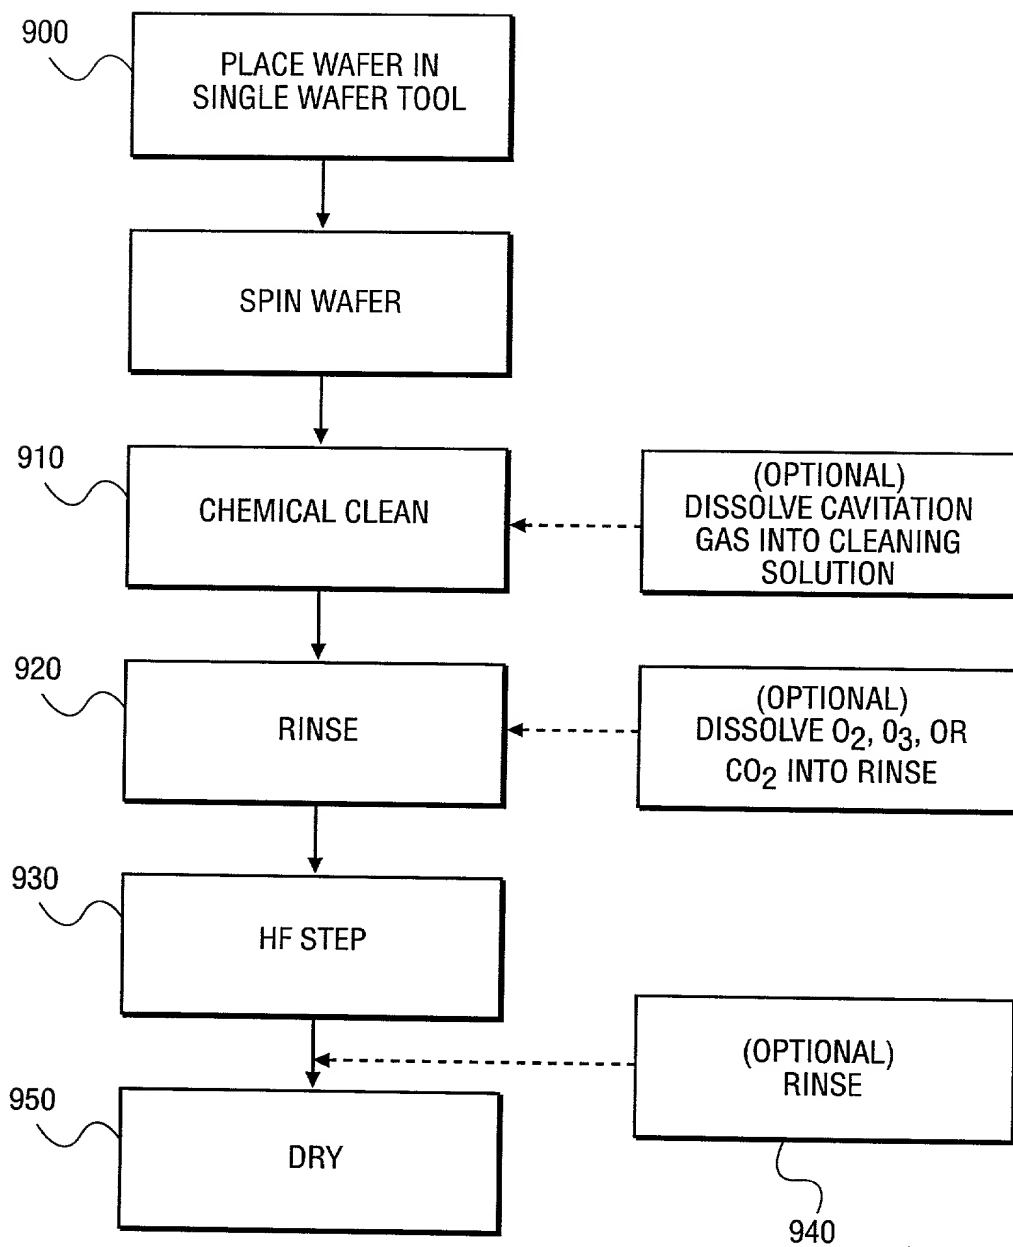 900
PLACE WAFER IN
SINGLE WAFER TOOL
SPIN WAFER
910
CHEMICAL CLEAN
(OPTIONAL)
DISSOLVE CAVITATION
GAS INTO CLEANING
SOLUTION
920
RINSE
(OPTIONAL)
DISSOLVE O₂, O₃, OR
CO₂ INTO RINSE
930
HF STEP
(OPTIONAL)
RINSE
940
950
DRY